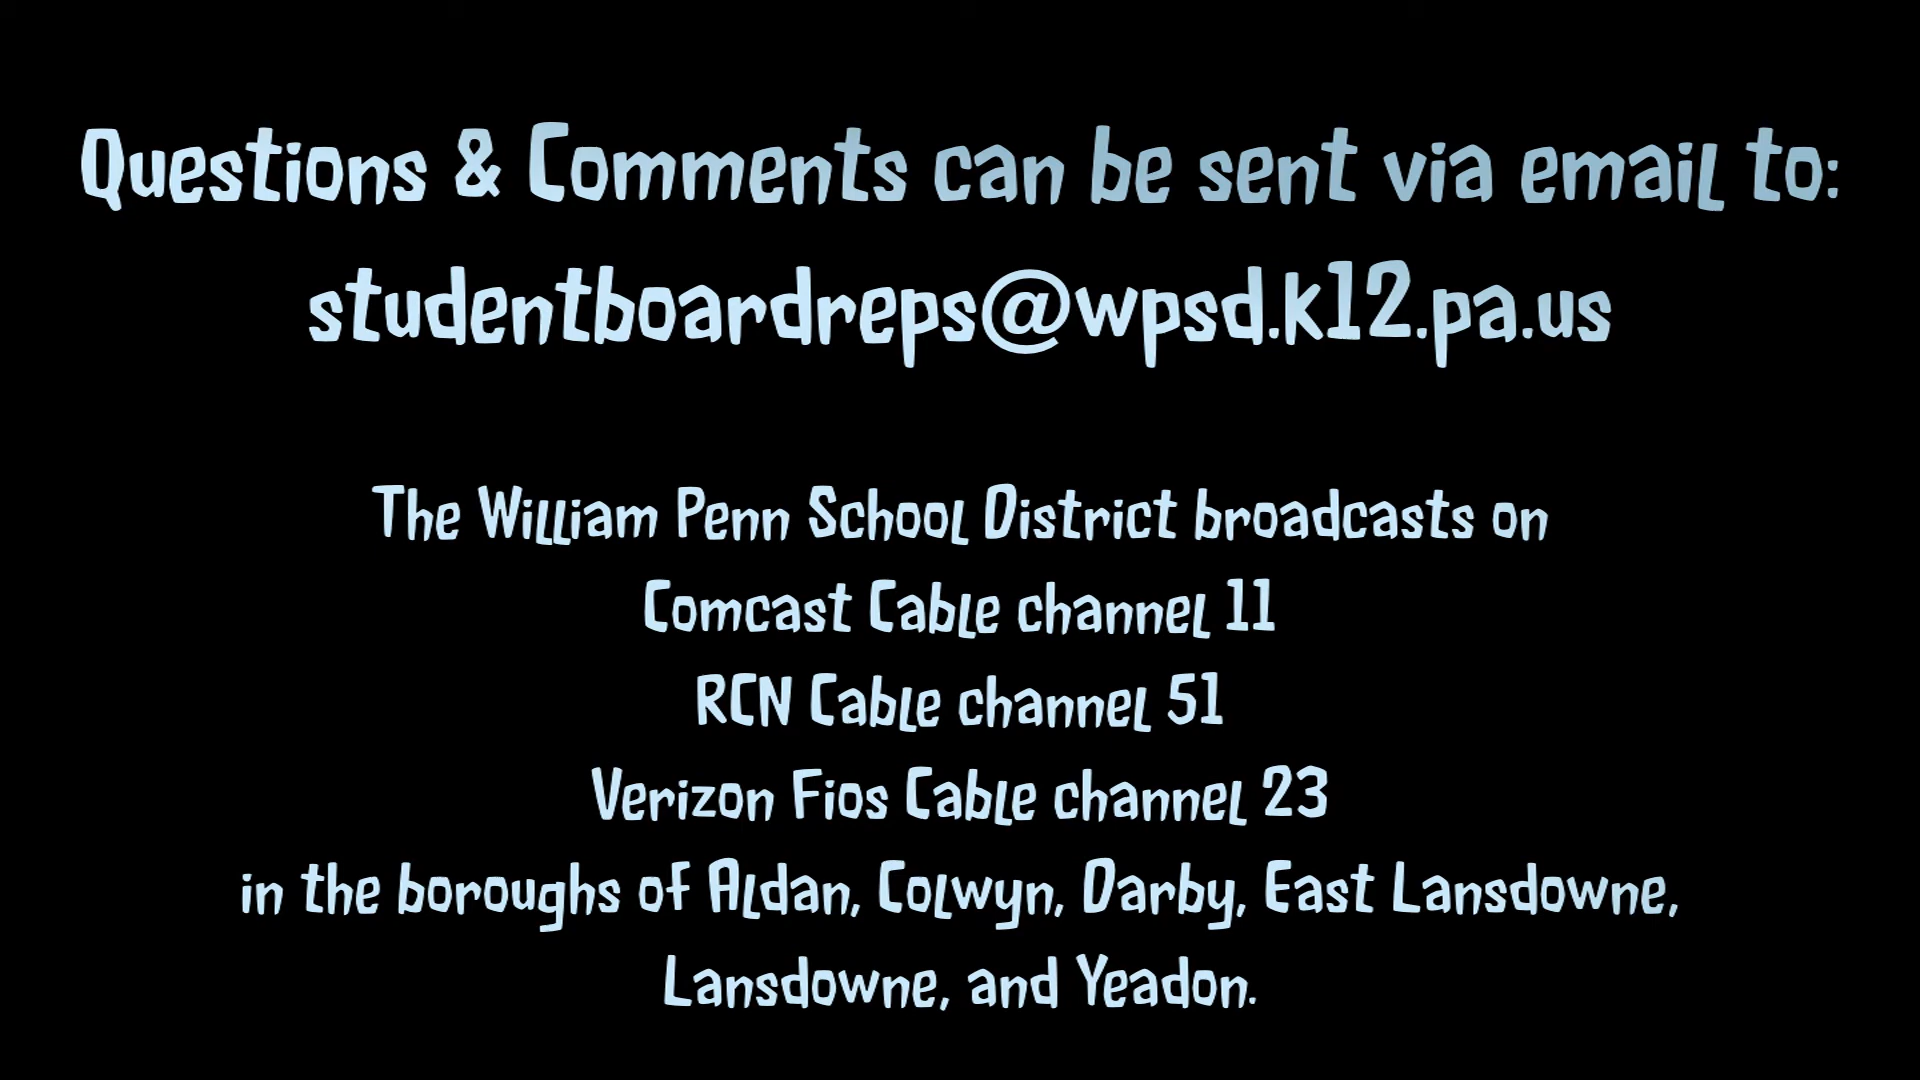 Questions & Comments can be sent via email to:
studentboardreps@wpsd.k12.pa.us
The William Penn School District broadcasts on
Comcast Cable channel 11
RCN Cable channel 51
Verizon Fios Cable channel 23
in the boroughs of Aldan, Colwyn, Darby, East Lansdowne,
Lansdowne, and Yeadon.